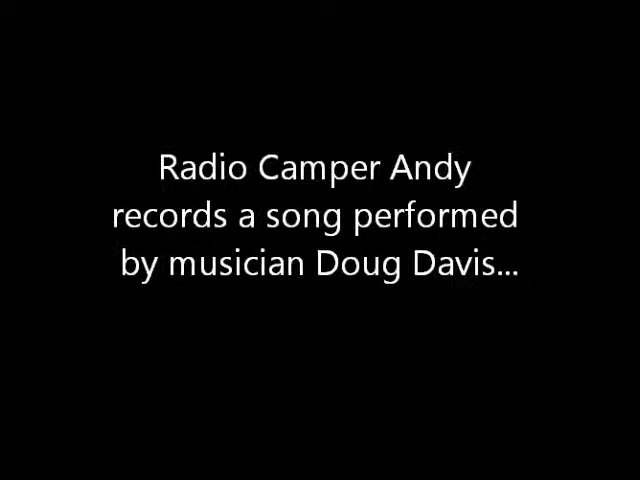 Radio Camper Andy
records a song performed
by musician Doug Davis...